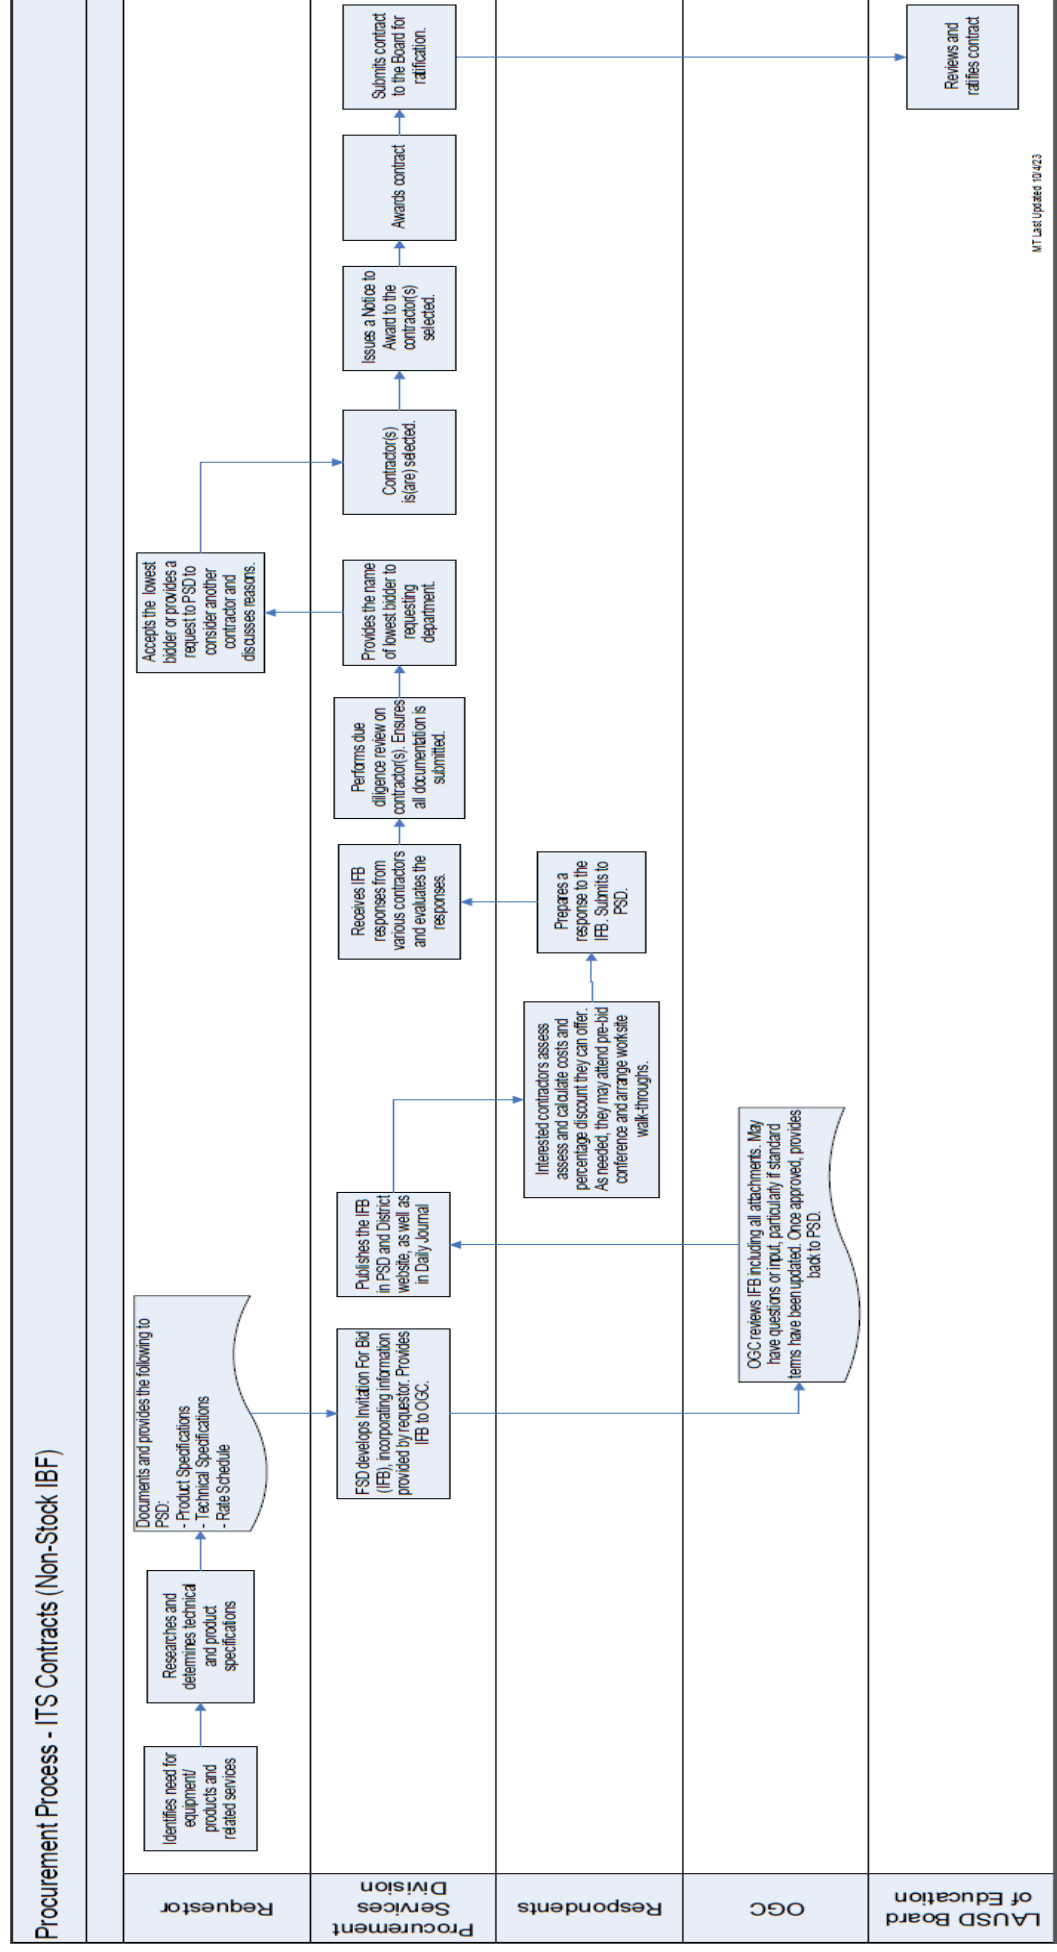 Procurement Process - ITS Contracts (Non-Stock IBF)
Requestor
Identifies need for
equipment/
products and
related services
Researches and
determines technical
and product
specifications
Documents and provides the following to
PSD:
- Product Specifications
- Technical Specifications
- Rate Schedule
Accepts the lowest
bidder or provides a
request to PSD to
consider another
contractor and
discusses reasons.
Procurement
Services
Division
FSD develops Invitation For Bid
(IFB), incorporating information
provided by requestor. Provides
IFB to OGC.
Publishes the IFB
in PSD and District
website, as well as
in Daily Journal
Receives IFB
responses from
various contractors
and evaluates the
responses.
Performs due
diligence review on
contractor(s). Ensures
all documentation is
submitted.
Provides the name
of lowest bidder to
requesting
department.
Contractor(s)
is(are) selected.
Issues a Notice to
Award to the
contractor(s)
selected.
Awards contract
Submits contract
to the Board for
ratification.
Respondents
Interested contractors assess
assess and calculate costs and
percentage discount they can offer.
As needed, they may attend pre-bid
conference and arrange worksite
walk-throughs.
Prepares a
response to the
IFB. Submits to
PSD.
OGC
OGC reviews IFB including all attachments. May
have questions or input, particularly if standard
terms have been updated. Once approved, provides
back to PSD.
LAUSD Board
of Education
Reviews and
ratifies contract
MT Last Updated 10/4/23